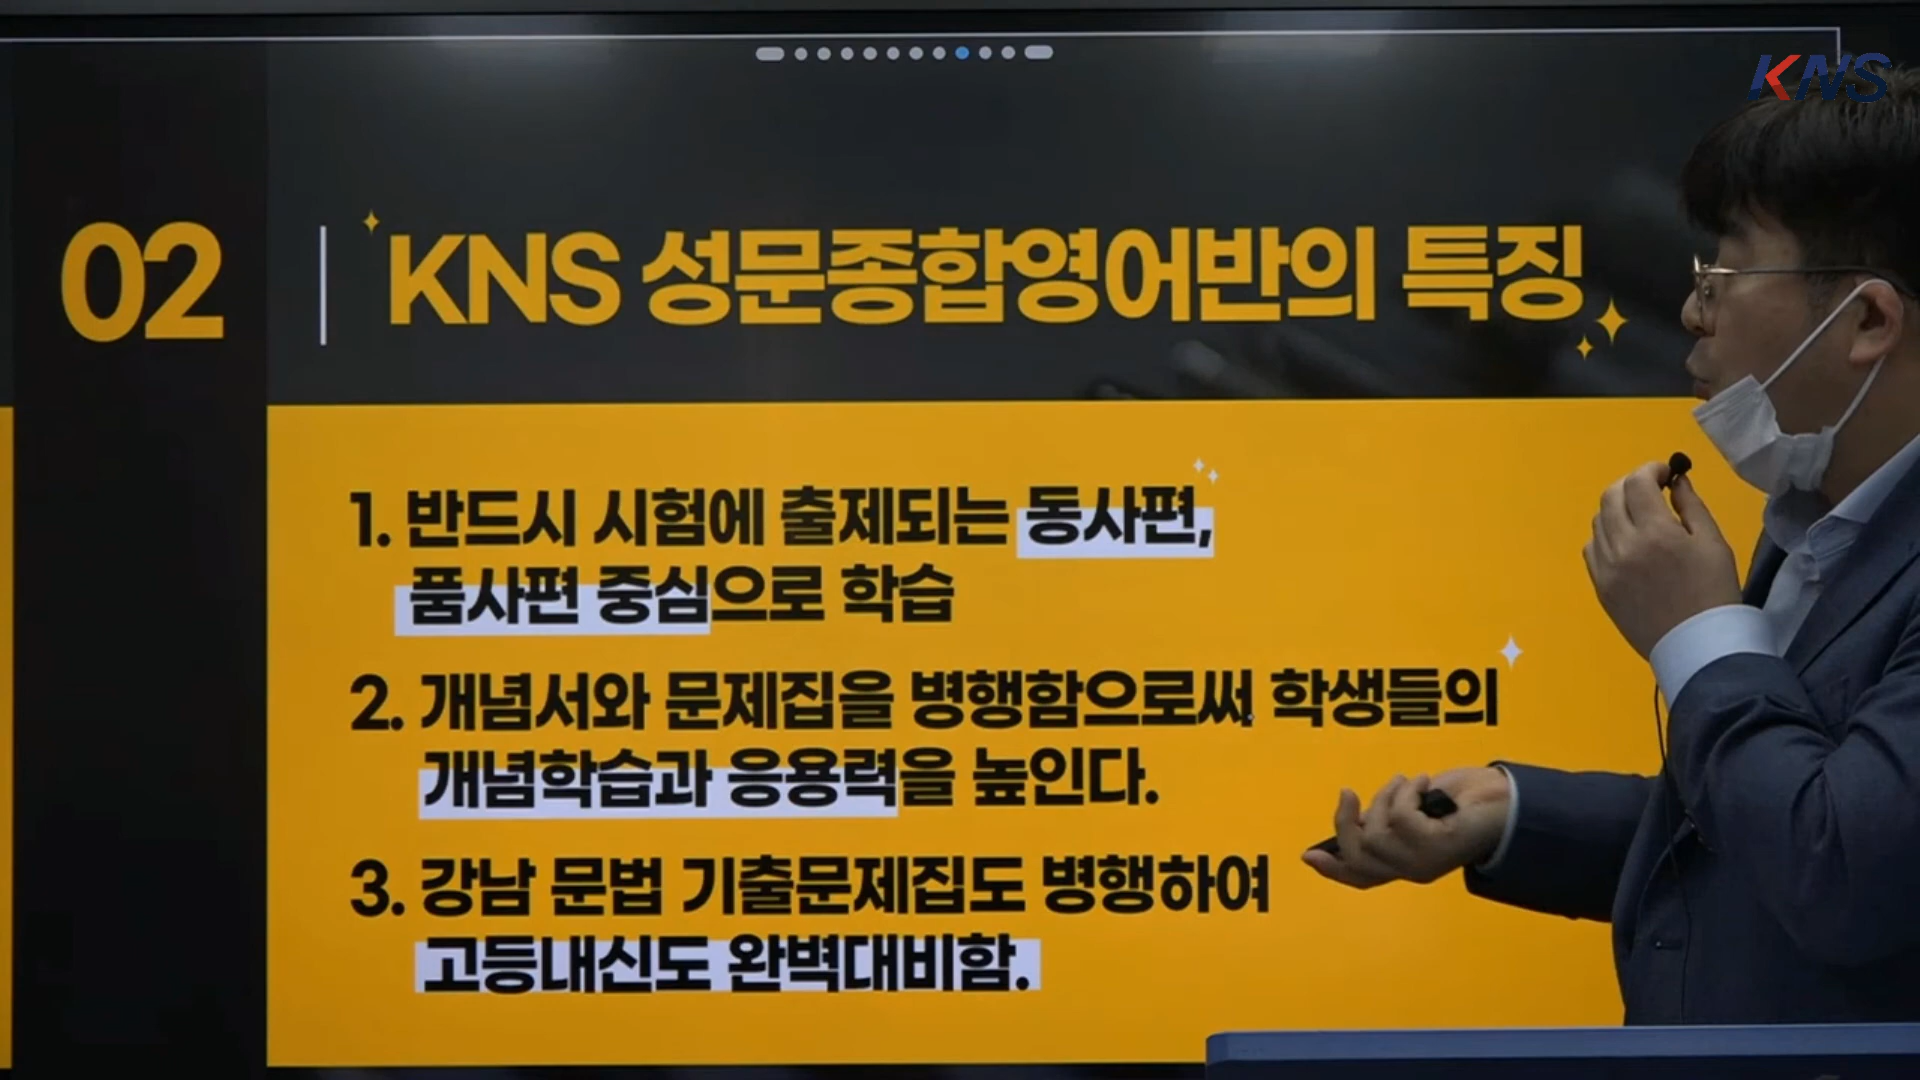 KNS
02
KNS 성문종합영어반의 특징
1. 반드시 시험에 출제되는 동사편,
품사편 중심으로 학습
2. 개념서와 문제집을 병행함으로써 학생들의
개념학습과 응용력을 높인다.
3. 강남 문법 기출문제집도 병행하여
고등내신도 완벽대비함.